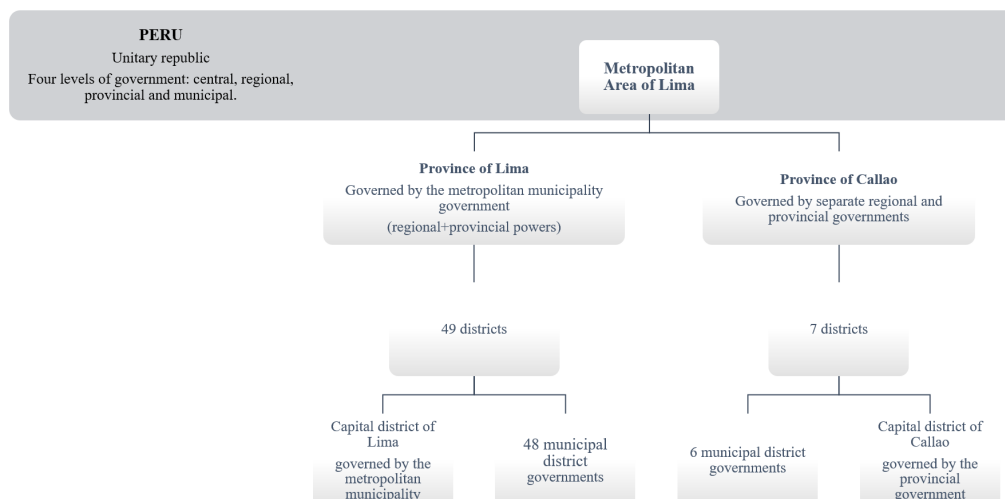 PERU
Unitary republic
Four levels of government: central, regional,
provincial and municipal.
Metropolitan
Area of Lima
Province of Lima
Governed by the metropolitan municipality
government
(regional+provincial powers)
Province of Callao
Governed by separate regional and
provincial governments
49 districts
7 districts
Capital district of
Lima
governed by the
metropolitan
municipality
48 municipal
district
governments
6 municipal district
governments
Capital district of
Callao
governed by the
provincial
government